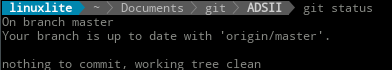 linuxlite ~ Documents git ADSII git status
On branch master
Your branch is up to date with 'origin/master'.
nothing to commit, working tree clean